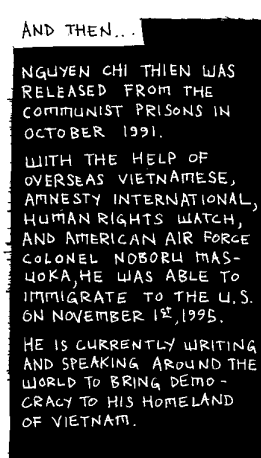 AND THEN...
NGUYEN CHI THIEN WAS
RELEASED FROM THE
COMMUNIST PRISONS IN
OCTOBER 1991.
WITH THE HELP OF
OVERSEAS VIETNAMESE,
AMNESTY INTERNATIONAL,
HUMAN RIGHTS WATCH,
AND AMERICAN AIR FORCE
COLONEL NOBORU MAS-
UOKA, HE WAS ABLE TO
IMMIGRATE TO THE U.S.
ON NOVEMBER 1ST, 1995.
HE IS CURRENTLY WRITING
AND SPEAKING AROUND THE
WORLD TO BRING DEMO-
CRACY TO HIS HOMELAND
OF VIETNAM.